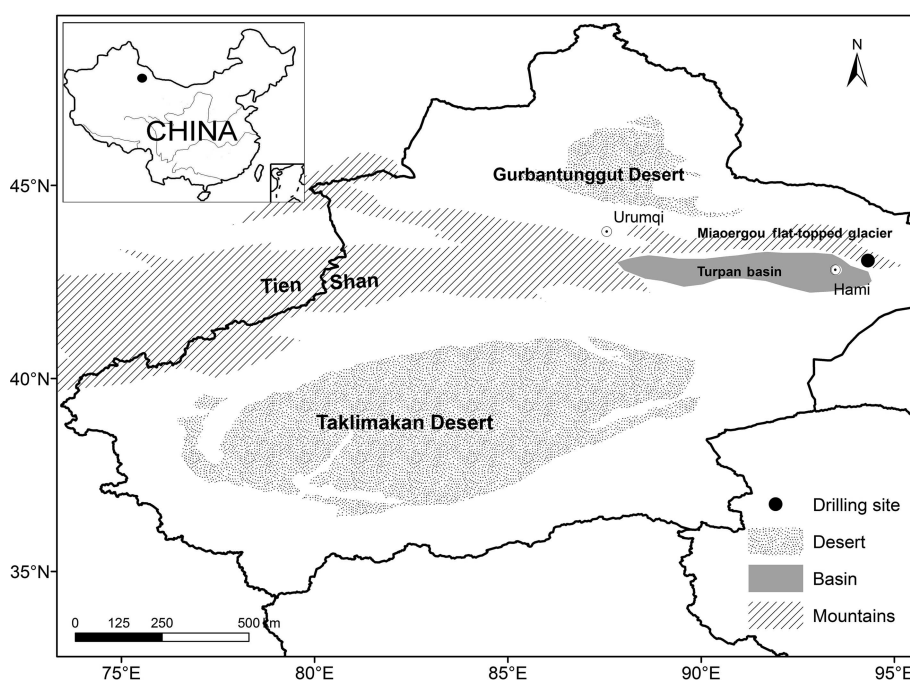 CHINA
N
45°N
Gurbantunggut Desert
Urumqi
Miaoergou flat-topped glacier
Tien Shan
Turpan basin
Hami
40°N
Taklimakan Desert
Drilling site
Desert
35°N
Basin
Mountains
0 125 250 500 km
75°E 80°E 85°E 90°E 95°E